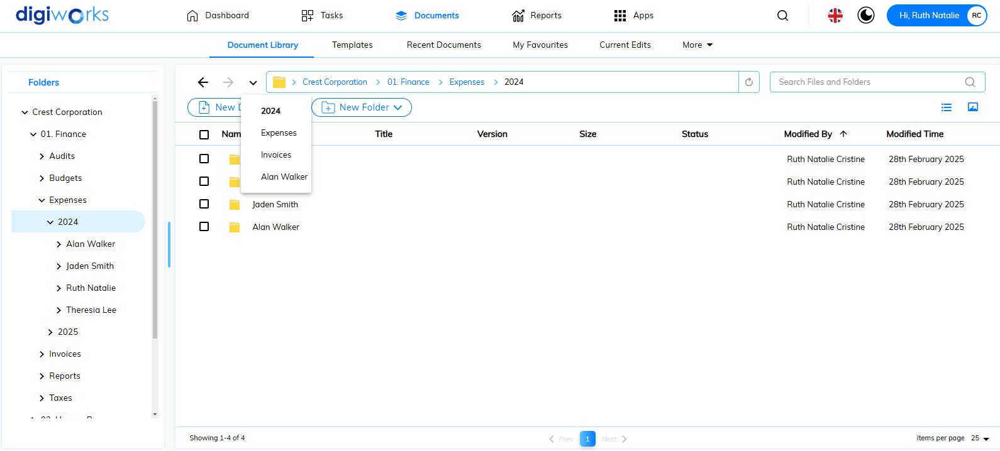 digiworks
Dashboard Tasks Documents Reports Apps Hi, Ruth Natalie RC
Document Library Templates Recent Documents My Favourites Current Edits More
Folders
Crest Corporation
01. Finance
Audits
Budgets
Expenses
2024
Alan Walker
Jaden Smith
Ruth Natalie
Theresia Lee
2025
Invoices
Reports
Taxes
Crest Corporation 01. Finance Expenses 2024 Search Files and Folders
New New Folder
2024
Expenses
Invoices
Alan Walker
Title Version Size Status Modified By Modified Time
Ruth Natalie Cristine 28th February 2025
Ruth Natalie Cristine 28th February 2025
Jaden Smith Ruth Natalie Cristine 28th February 2025
Alan Walker Ruth Natalie Cristine 28th February 2025
Showing 1-4 of 4 Prev 1 Next Items per page 25